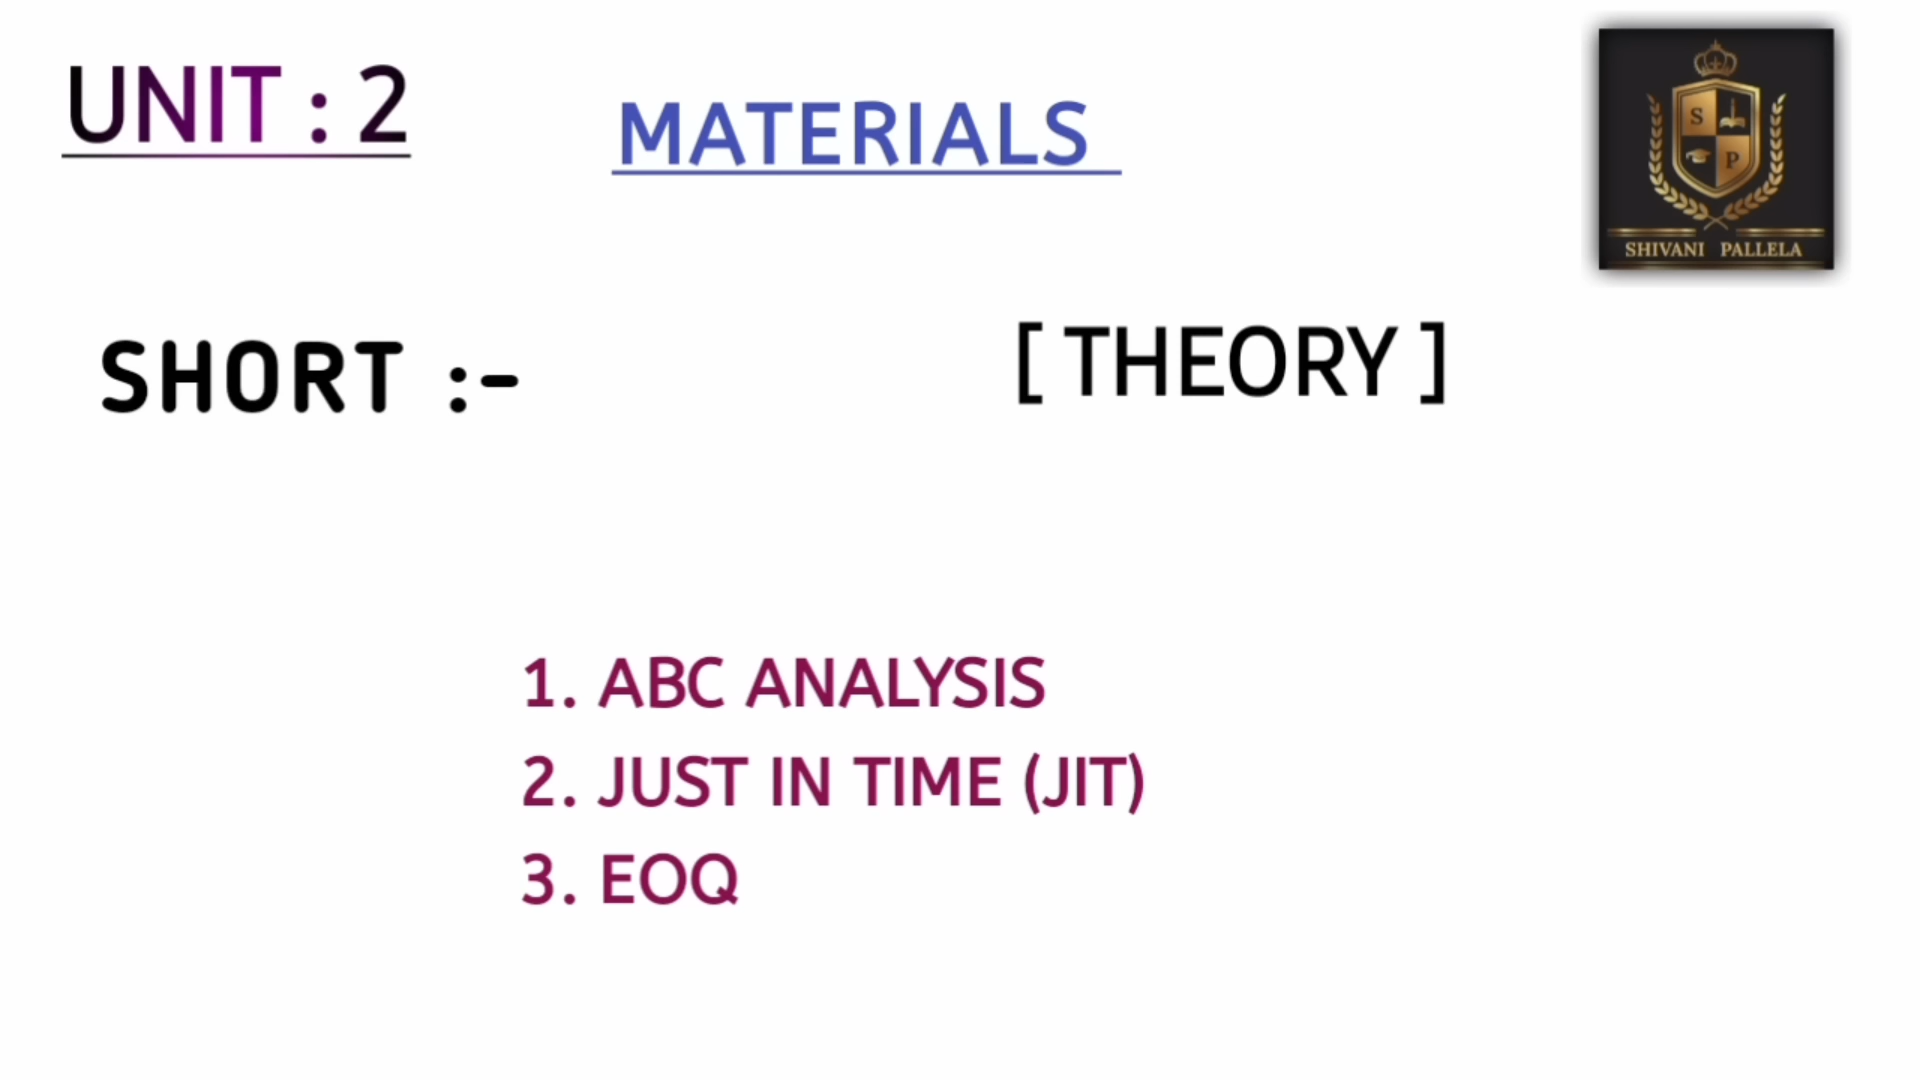 UNIT : 2
MATERIALS
S
P
SHIVANI PALLELA
SHORT :-
[ THEORY ]
1. ABC ANALYSIS
2. JUST IN TIME (JIT)
3. EOQ